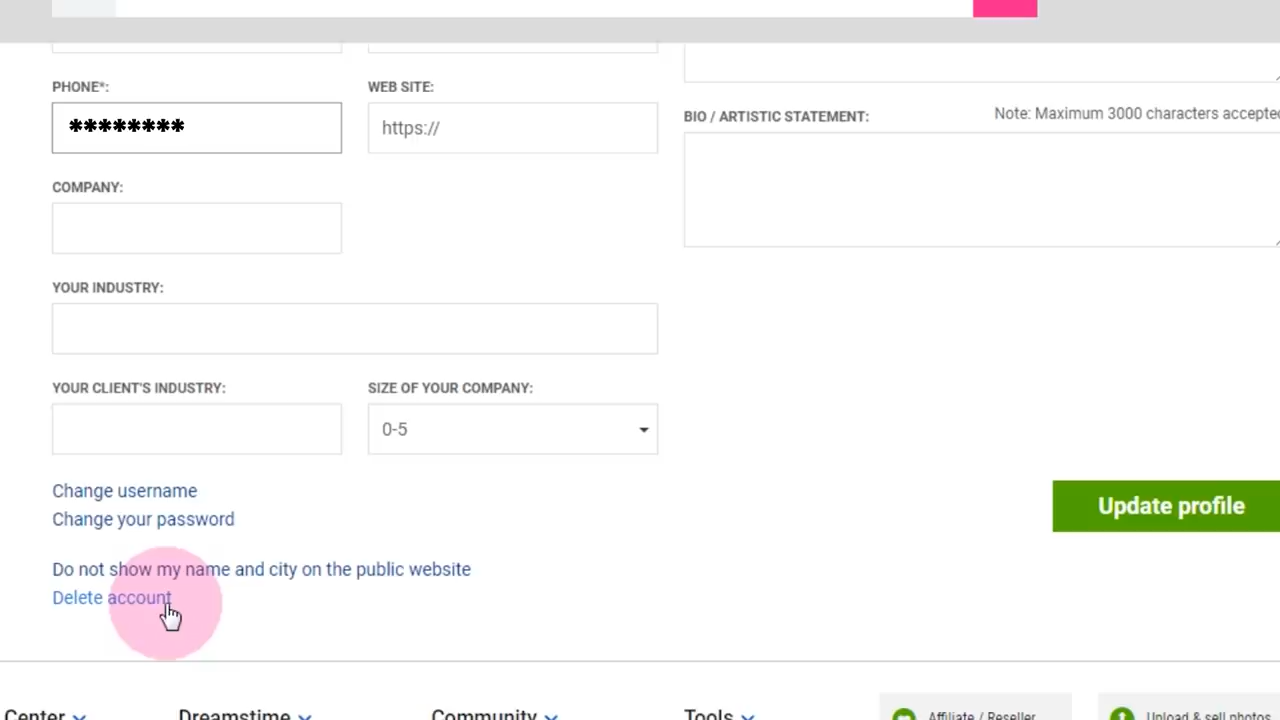 PHONE*:
********
WEB SITE:
https://
COMPANY:
YOUR INDUSTRY:
YOUR CLIENT'S INDUSTRY:
SIZE OF YOUR COMPANY:
0-5
BIO / ARTISTIC STATEMENT:
Note: Maximum 3000 characters accepted
Change username
Change your password
Do not show my name and city on the public website
Delete account
Update profile
Center
Dreamstime
Community
Tools
Affiliate / Reseller
Upload & sell photos